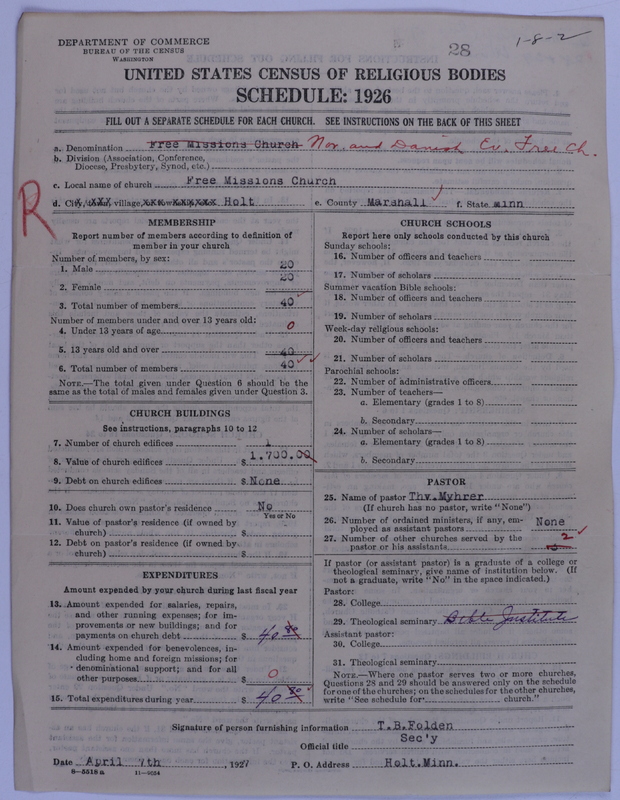 DEPARTMENT OF COMMERCE
BUREAU OF THE CENSUS
WASHINGTON
28
1-8-2
UNITED STATES CENSUS OF RELIGIOUS BODIES
SCHEDULE: 1926
FILL OUT A SEPARATE SCHEDULE FOR EACH CHURCH. SEE INSTRUCTIONS ON THE BACK OF THIS SHEET
a. Denomination Free Missions Church Nor. and Danish Ev. Free Ch.
b. Division (Association, Conference,
Diocese, Presbytery, Synod, etc.)
c. Local name of church Free Missions Church
d. City, town, village, Holt e. County Marshall f. State Minn
R
MEMBERSHIP
Report number of members according to definition of
member in your church
Number of members, by sex:
1. Male 20
2. Female 20
3. Total number of members 40
Number of members under and over 13 years old:
4. Under 13 years of age 0
5. 13 years old and over 40
6. Total number of members 40
NOTE.—The total given under Question 6 should be the
same as the total of males and females given under Question 3.
CHURCH BUILDINGS
See instructions, paragraphs 10 to 12
7. Number of church edifices 1
8. Value of church edifices $ 1.700.00
9. Debt on church edifices $ None
10. Does church own pastor's residence No
Yes or No
11. Value of pastor's residence (if owned by
church) $
12. Debt on pastor's residence (if owned by
church) $
EXPENDITURES
Amount expended by your church during last fiscal year
13. Amount expended for salaries, repairs,
and other running expenses; for im-
provements or new buildings; and for
payments on church debt $ 40
14. Amount expended for benevolences, in-
cluding home and foreign missions; for
denominational support; and for all
other purposes $ 0
15. Total expenditures during year $ 40
CHURCH SCHOOLS
Report here only schools conducted by this church
Sunday schools:
16. Number of officers and teachers
17. Number of scholars
Summer vacation Bible schools:
18. Number of officers and teachers
19. Number of scholars
Week-day religious schools:
20. Number of officers and teachers
21. Number of scholars
Parochial schools:
22. Number of administrative officers
23. Number of teachers—
a. Elementary (grades 1 to 8)
b. Secondary
24. Number of scholars—
a. Elementary (grades 1 to 8)
b. Secondary
PASTOR
25. Name of pastor Thv. Myhrer
(If church has no pastor, write "None")
26. Number of ordained ministers, if any, em-
ployed as assistant pastors None
27. Number of other churches served by the
pastor or his assistants 2
If pastor (or assistant pastor) is a graduate of a college or
theological seminary, give name of institution below. (If
not a graduate, write "No" in the space indicated.)
Pastor:
28. College
29. Theological seminary Bible Institute
Assistant pastor:
30. College
31. Theological seminary
NOTE.—Where one pastor serves two or more churches,
Questions 28 and 29 should be answered only on the schedule
for one of the churches; on the schedules for the other churches,
write "See schedule for church."
Signature of person furnishing information T.B.Folden
Official title Sec'y
Date April 7th, 1927 P. O. Address Holt.Minn.
8-5518 a 11-9034